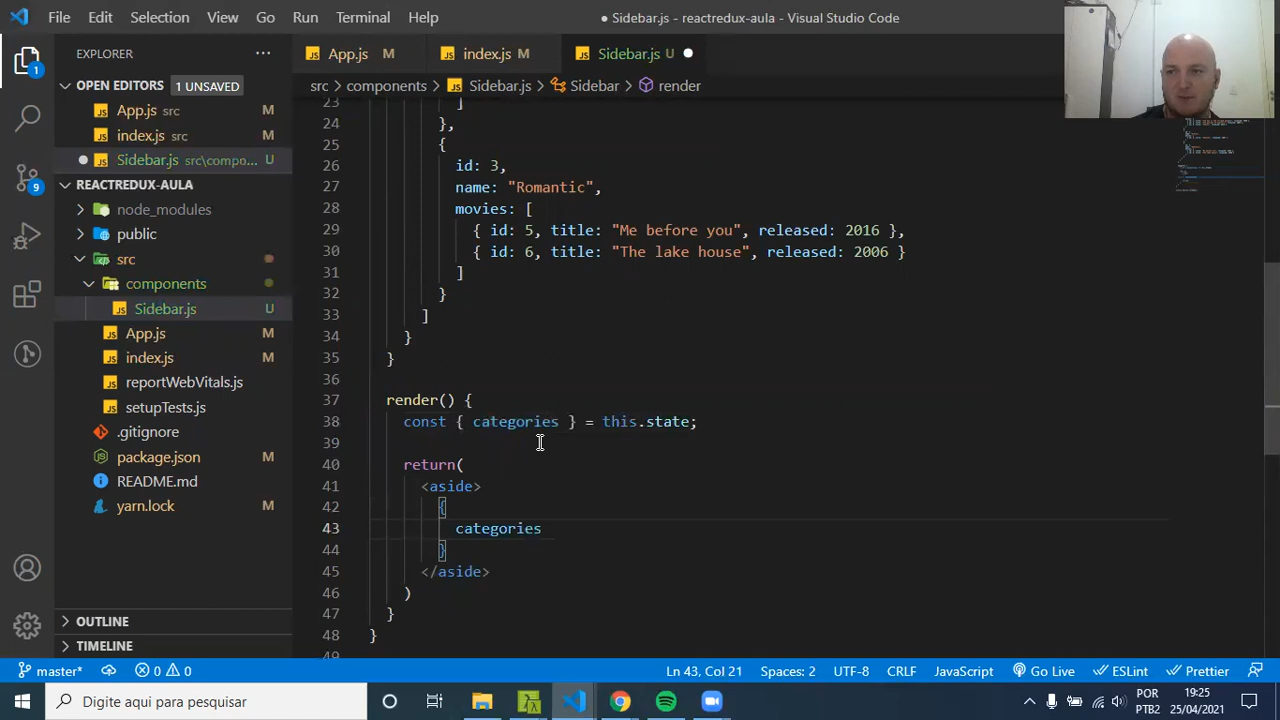 File Edit Selection View Go Run Terminal Help
● Sidebar.js - reactredux-aula - Visual Studio Code
EXPLORER ···
OPEN EDITORS 1 UNSAVED
App.js src M
index.js src M
Sidebar.js src\compo... U
REACTREDUX-AULA
node_modules
public
src
components
Sidebar.js U
App.js M
index.js M
reportWebVitals.js
setupTests.js
.gitignore
package.json
README.md
yarn.lock
OUTLINE
TIMELINE
1
9
App.js M index.js M Sidebar.js U
src > components > Sidebar.js > Sidebar > render
23 ]
24 },
25 {
26 id: 3,
27 name: "Romantic",
28 movies: [
29 { id: 5, title: "Me before you", released: 2016 },
30 { id: 6, title: "The lake house", released: 2006 }
31 ]
32 }
33 ]
34 }
35 }
36
37 render() {
38 const { categories } = this.state;
39
40 return(
41 <aside>
42 {
43 categories
44 }
45 </aside>
46 )
47 }
48 }
49
master* 0 0 Ln 43, Col 21 Spaces: 2 UTF-8 CRLF JavaScript Go Live ESLint Prettier
Digite aqui para pesquisar
POR 19:25
PTB2 25/04/2021